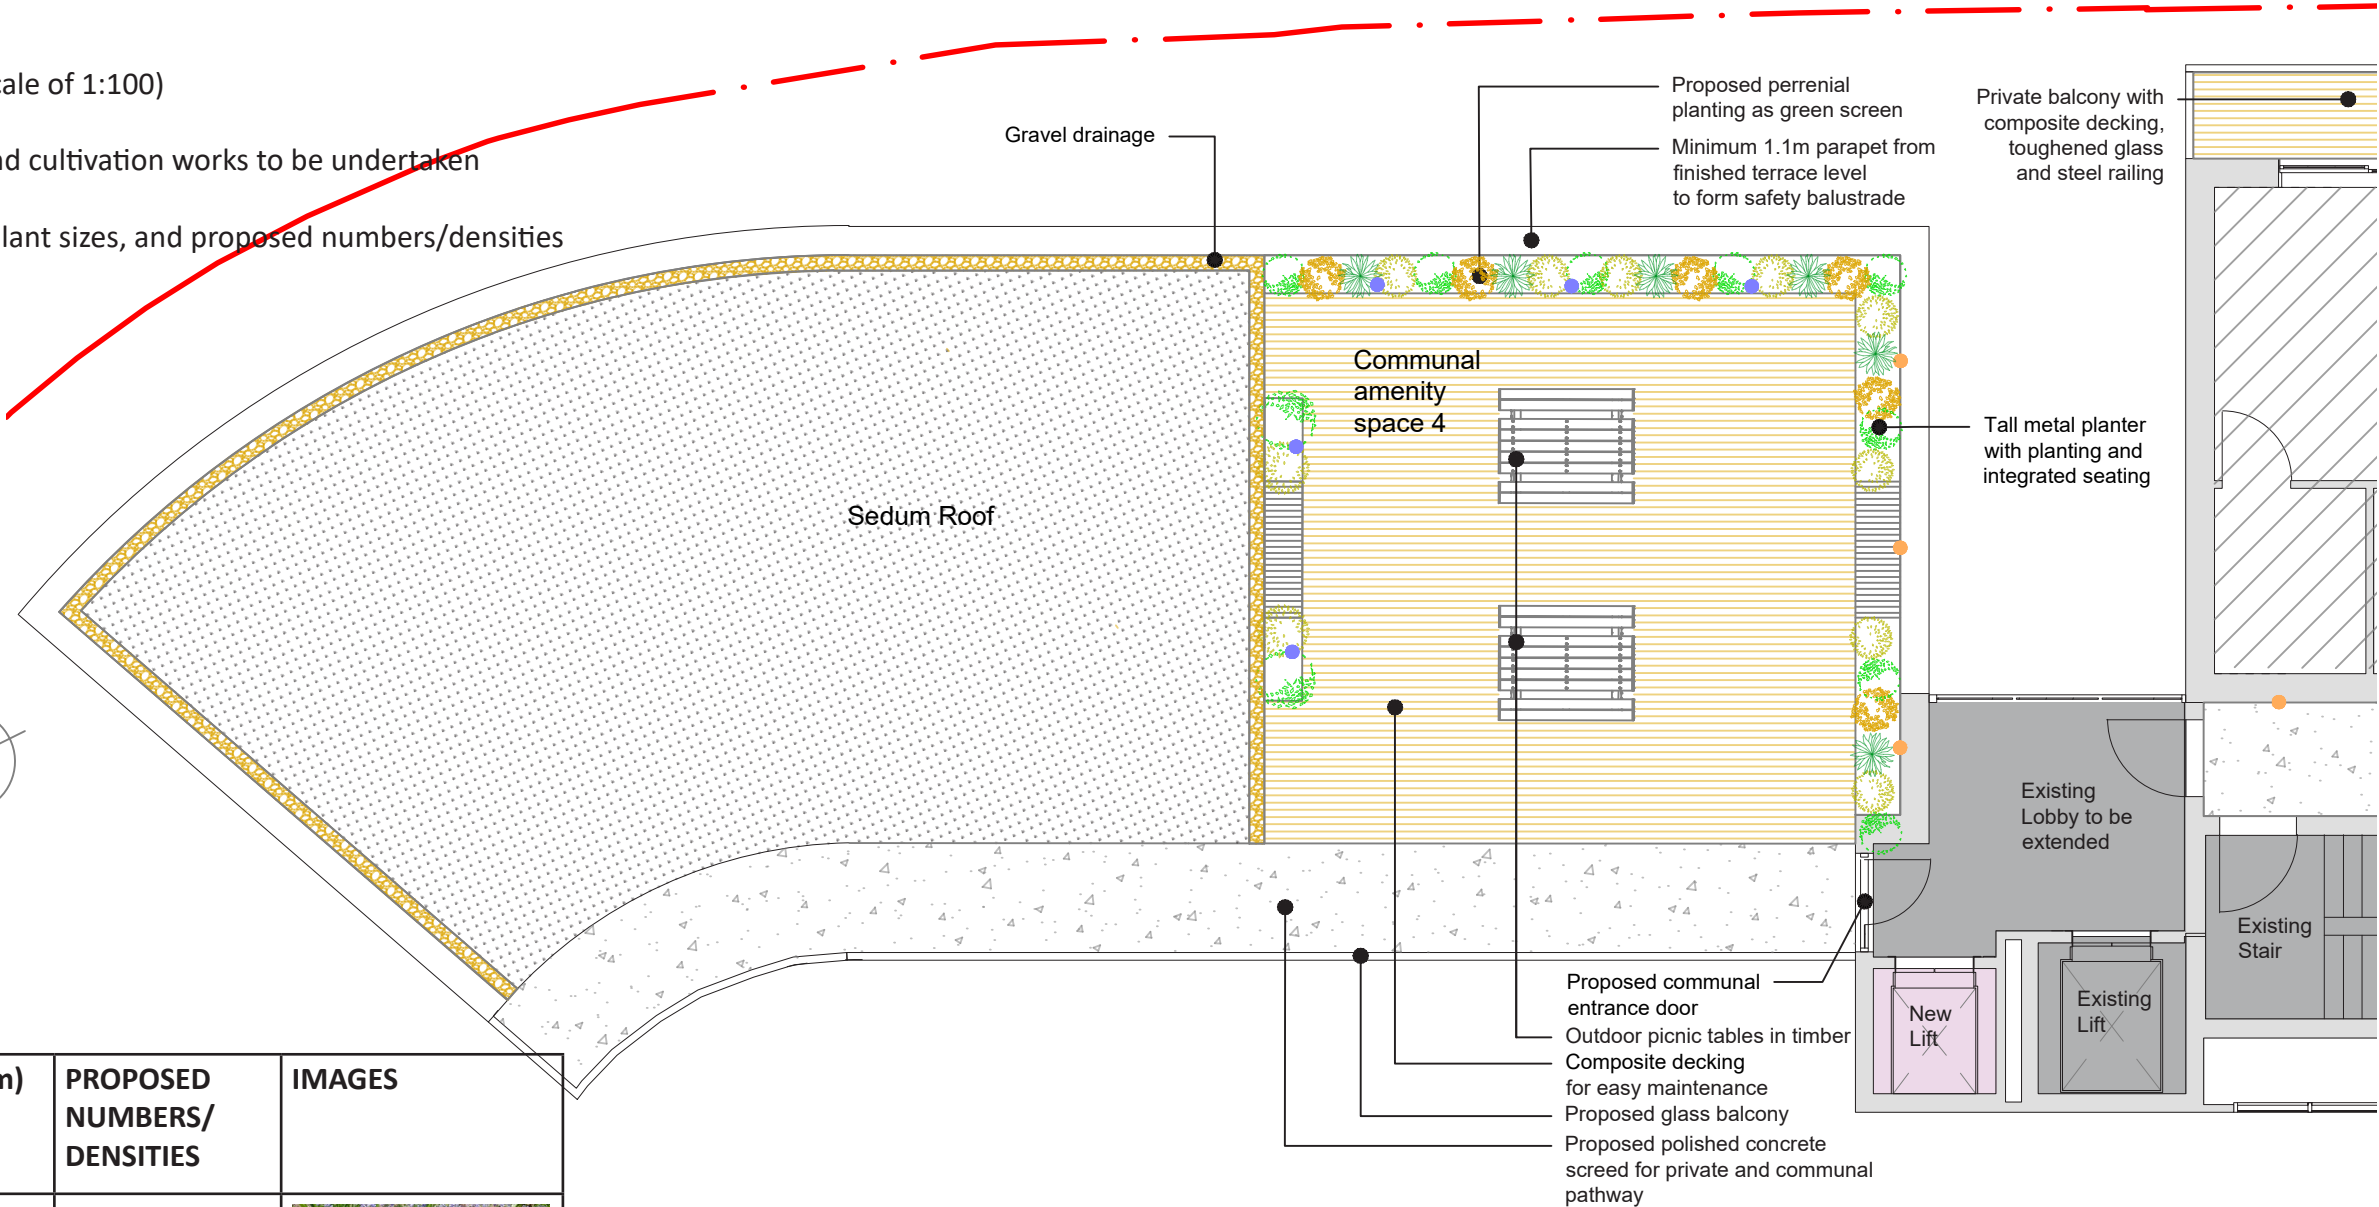 cale of 1:100)
nd cultivation works to be undertaken
lant sizes, and proposed numbers/densities
Gravel drainage
Proposed perrenial
planting as green screen
Minimum 1.1m parapet from
finished terrace level
to form safety balustrade
Private balcony with
composite decking,
toughened glass
and steel railing
Communal
amenity
space 4
Tall metal planter
with planting and
integrated seating
Sedum Roof
Existing
Lobby to be
extended
Existing
Stair
New
Lift
Existing
Lift
Proposed communal
entrance door
Outdoor picnic tables in timber
Composite decking
for easy maintenance
Proposed glass balcony
Proposed polished concrete
screed for private and communal
pathway
m)
PROPOSED
NUMBERS/
DENSITIES
IMAGES